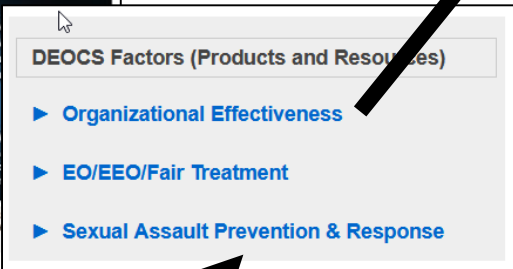 DEOCS Factors (Products and Resources)
► Organizational Effectiveness
► EO/EEO/Fair Treatment
► Sexual Assault Prevention & Response